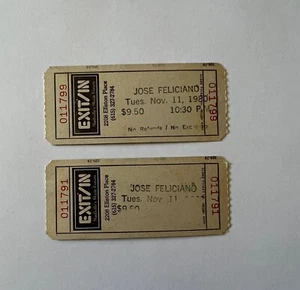 011799
EXIT/IN
2208 Elliston Place
(615) 327-2784
JOSE FELICIANO
Tues. Nov. 11, 1980
$9.50 10:30 P.
No Refunds / No Exc
011799
011791
EXIT/IN
2208 Elliston Place
(615) 327-2784
JOSE FELICIANO
Tues. Nov. 11
$9.50
011791